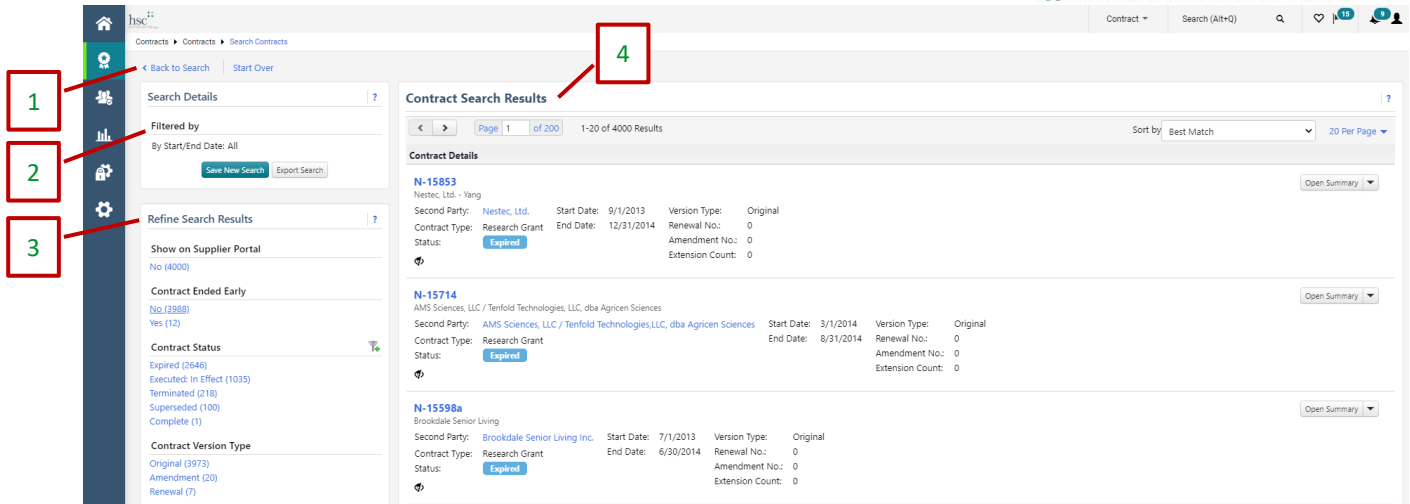 hsc
Contract
Search (Alt+Q)
15
9
Contracts Contracts Search Contracts
Back to Search Start Over
1
2
3
4
Search Details ?
Filtered by
By Start/End Date: All
Save New Search Export Search
Refine Search Results ?
Show on Supplier Portal
No (4000)
Contract Ended Early
No (3988)
Yes (12)
Contract Status
Expired (2646)
Executed: In Effect (1035)
Terminated (218)
Superseded (100)
Complete (1)
Contract Version Type
Original (3973)
Amendment (20)
Renewal (7)
Contract Search Results ?
Page 1 of 200 1-20 of 4000 Results Sort by Best Match 20 Per Page
Contract Details
N-15853 Open Summary
Nestec, Ltd. - Yang
Second Party: Nestec, Ltd. Start Date: 9/1/2013 Version Type: Original
Contract Type: Research Grant End Date: 12/31/2014 Renewal No.: 0
Status: Expired Amendment No.: 0
Extension Count: 0
N-15714 Open Summary
AMS Sciences, LLC / Tenfold Technologies, LLC, dba Agricen Sciences
Second Party: AMS Sciences, LLC / Tenfold Technologies,LLC, dba Agricen Sciences Start Date: 3/1/2014 Version Type: Original
Contract Type: Research Grant End Date: 8/31/2014 Renewal No.: 0
Status: Expired Amendment No.: 0
Extension Count: 0
N-15598a Open Summary
Brookdale Senior Living
Second Party: Brookdale Senior Living Inc. Start Date: 7/1/2013 Version Type: Original
Contract Type: Research Grant End Date: 6/30/2014 Renewal No.: 0
Status: Expired Amendment No.: 0
Extension Count: 0